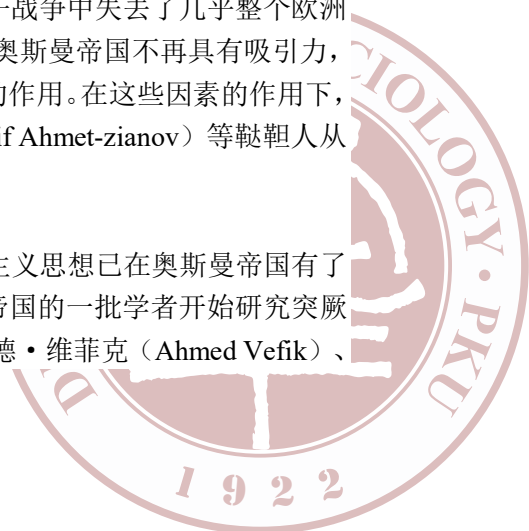 战争中失去了几乎整个欧洲
奥斯曼帝国不再具有吸引力，
作用。在这些因素的作用下，
if Ahmet-zianov）等鞑靼人从
主义思想已在奥斯曼帝国有了
帝国的一批学者开始研究突厥
德·维菲克（Ahmed Vefik）、
CIOLOGY · PKU
D
1922